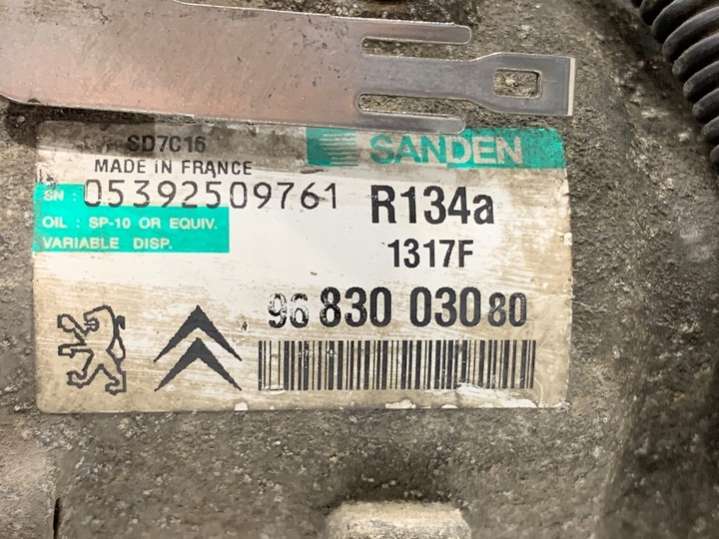 SD7C16
SANDEN
MADE IN FRANCE
SN : 05392509761
R134a
OIL : SP-10 OR EQUIV.
VARIABLE DISP.
1317F
96 830 030 80